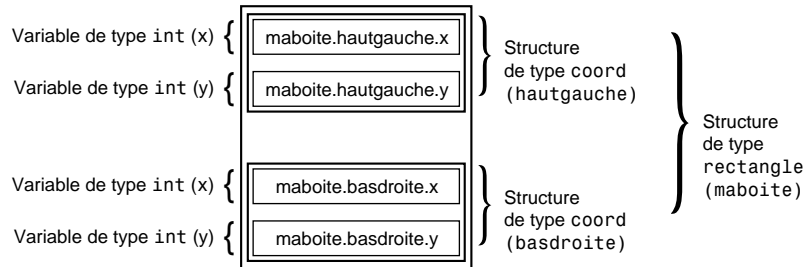 Variable de type int (x)
maboite.hautgauche.x
Variable de type int (y)
maboite.hautgauche.y
Structure
de type coord
(hautgauche)
Structure
de type
rectangle
(maboite)
Variable de type int (x)
maboite.basdroite.x
Variable de type int (y)
maboite.basdroite.y
Structure
de type coord
(basdroite)